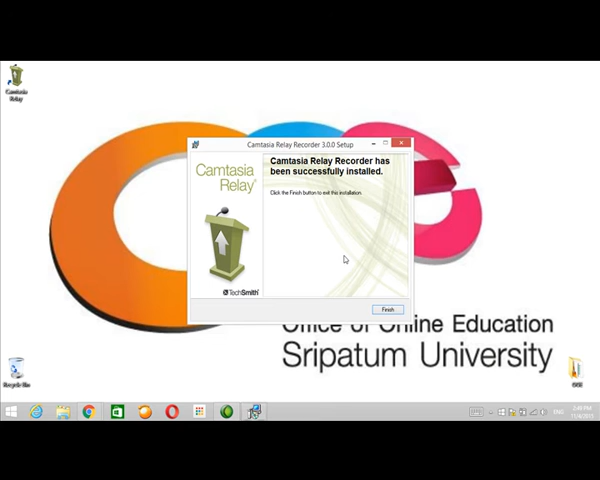 Camtasia
Relay
Camtasia Relay Recorder 3.0.0 Setup
Camtasia
Relay
TechSmith
Camtasia Relay Recorder has
been successfully installed.
Click the Finish button to exit this installation.
Finish
Office of Online Education
Sripatum University
Recycle Bin
ENG